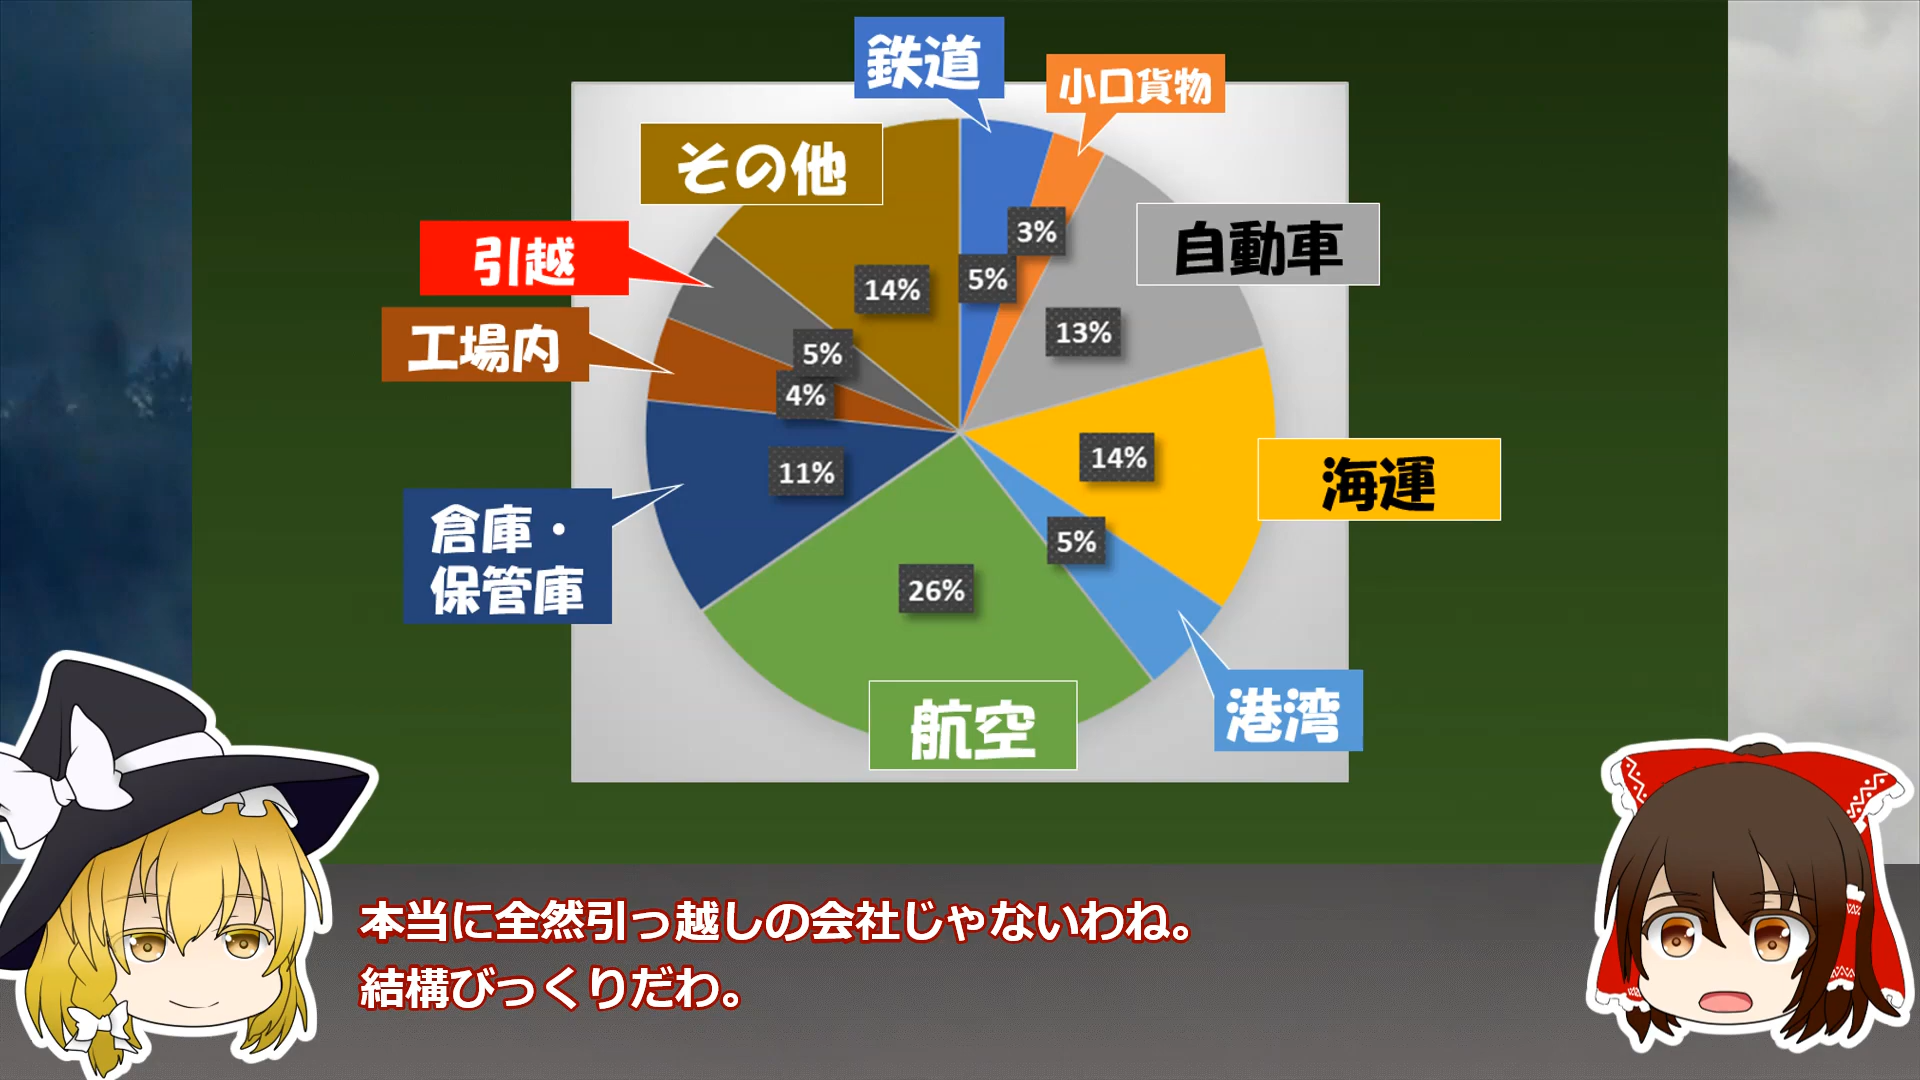 鉄道
小口貨物
その他
自動車
引越
工場内
倉庫・
保管庫
海運
港湾
航空
3%
5%
14%
13%
5%
4%
14%
11%
5%
26%
本当に全然引っ越しの会社じゃないわね。
結構びっくりだわ。